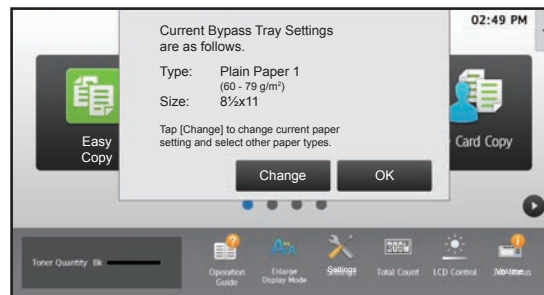 02:49 PM
Current Bypass Tray Settings
are as follows.
Type: Plain Paper 1
(60 - 79 g/m²)
Size: 8½x11
Tap [Change] to change current paper
setting and select other paper types.
Change OK
Easy
Copy
Card Copy
Toner Quantity Bk
Operation
Guide
Enlarge
Display Mode
Settings
Total Count
LCD Control